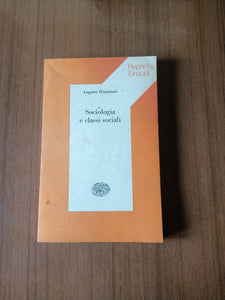 Reprints
Einaudi
Augusto Illuminati
Sociologia
e classi sociali